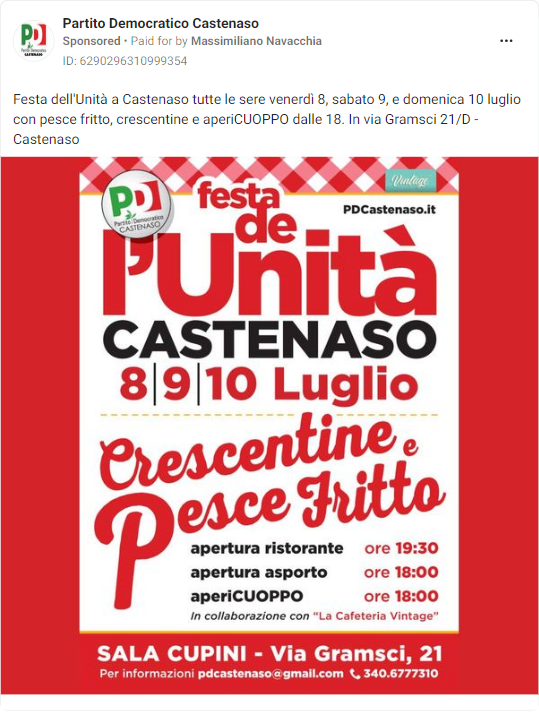 Partito Democratico Castenaso
Sponsored • Paid for by Massimiliano Navacchia
ID: 6290296310999354
Festa dell'Unità a Castenaso tutte le sere venerdì 8, sabato 9, e domenica 10 luglio
con pesce fritto, crescentine e aperiCUOPPO dalle 18. In via Gramsci 21/D -
Castenaso
PD
Partito Democratico
CASTENASO
Vintage
PDCastenaso.it
festa
de
l'Unità
CASTENASO
8|9|10 Luglio
Crescentine e
Pesce Fritto
apertura ristorante ore 19:30
apertura asporto ore 18:00
aperiCUOPPO ore 18:00
In collaborazione con "La Cafeteria Vintage"
SALA CUPINI - Via Gramsci, 21
Per informazioni pdcastenaso@gmail.com 340.6777310